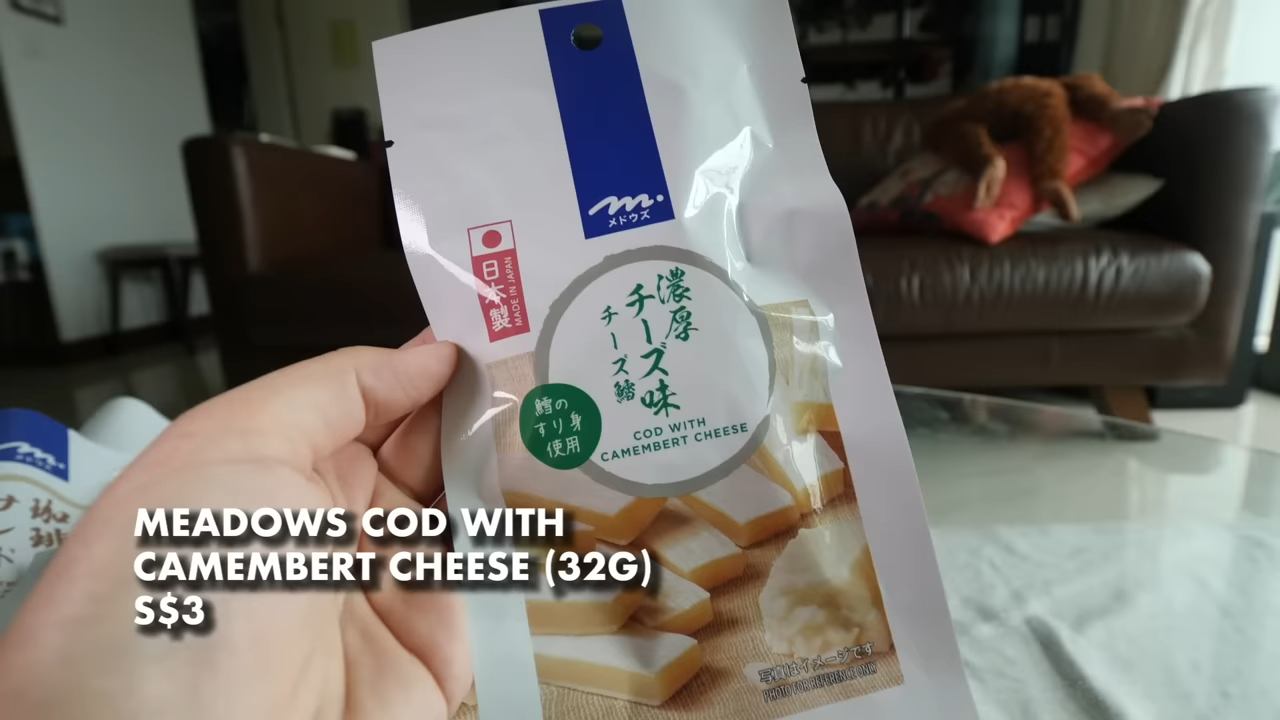 m.
メドウズ
日本製
MADE IN JAPAN
濃厚
チーズ味
チーズ鱈
COD WITH
CAMEMBERT CHEESE
鱈の
すり身
使用
写真はイメージです
PHOTO FOR REFERENCE ONLY
m.
珈琲
MEADOWS COD WITH
CAMEMBERT CHEESE (32G)
S$3